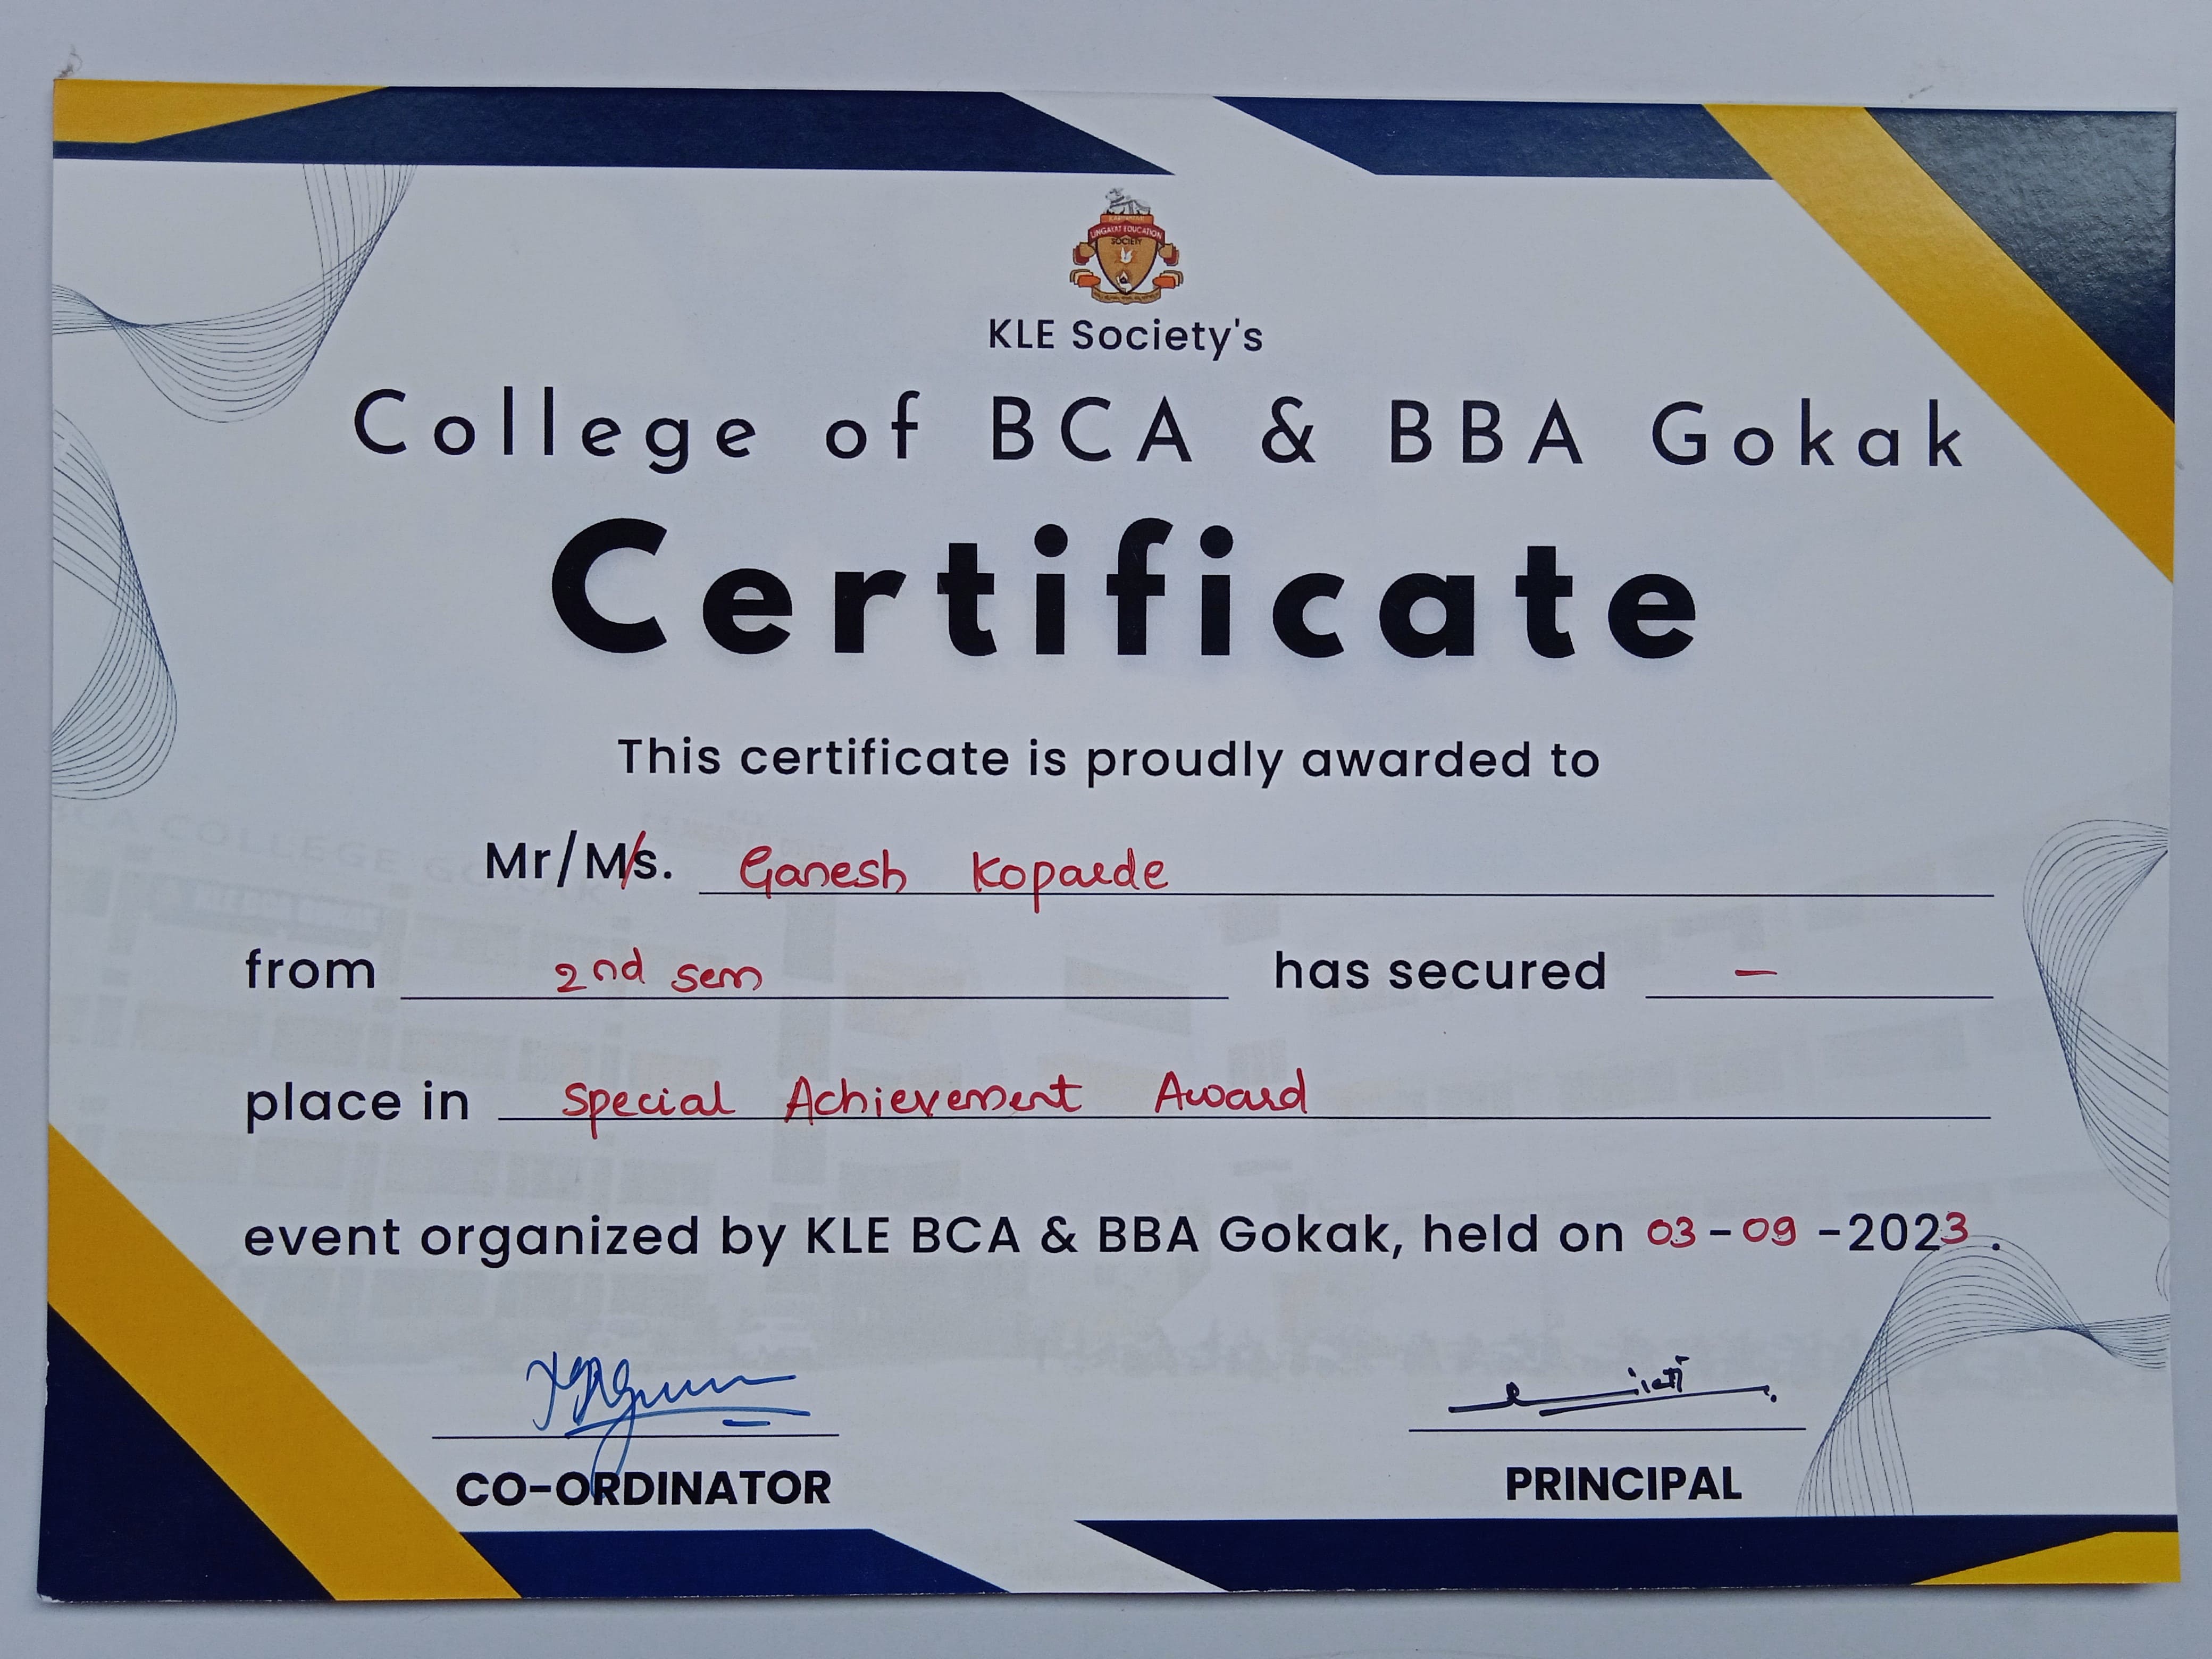 LINGAYAT EDUCATION
SOCIETY
KLE Society's
College of BCA & BBA Gokak
Certificate
This certificate is proudly awarded to
Mr/Ms. Ganesh Koparde
from 2nd sem has secured -
place in Special Achievement Award
event organized by KLE BCA & BBA Gokak, held on 03-09-2023.
CO-ORDINATOR PRINCIPAL